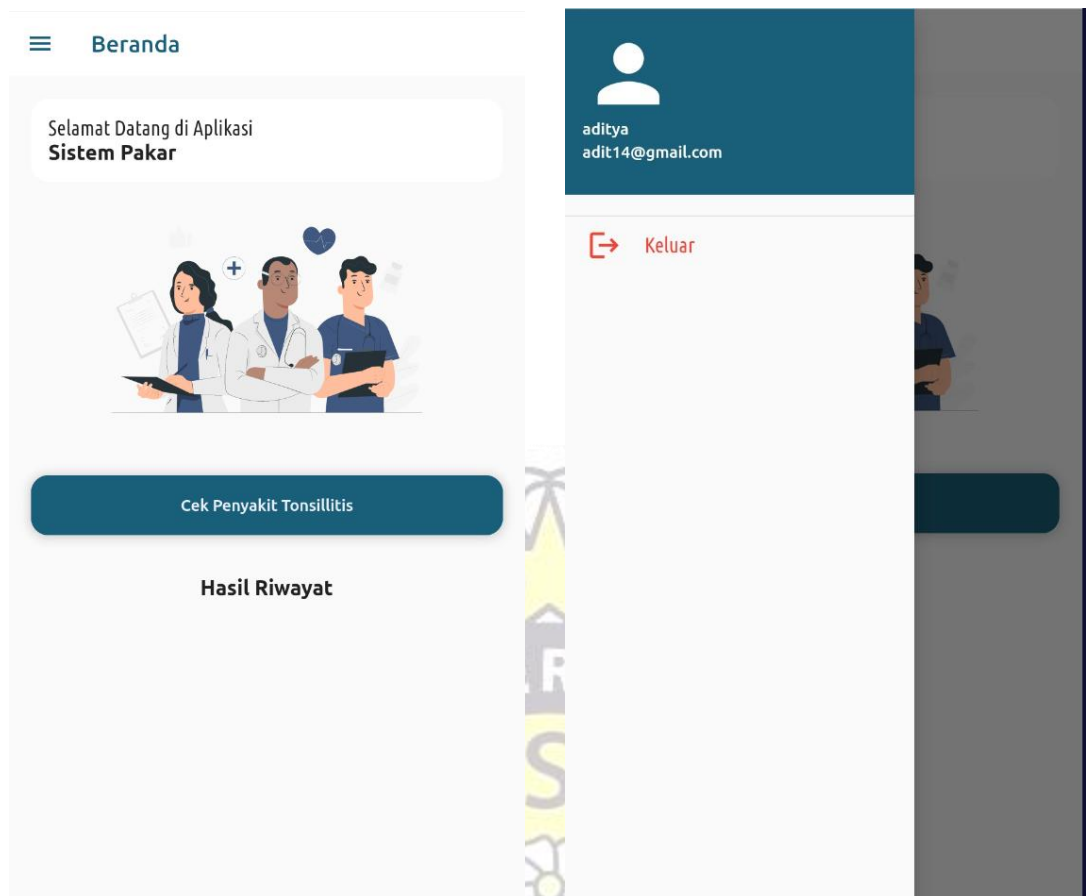 Beranda
Selamat Datang di Aplikasi
Sistem Pakar
Cek Penyakit Tonsillitis
Hasil Riwayat
aditya
adit14@gmail.com
Keluar